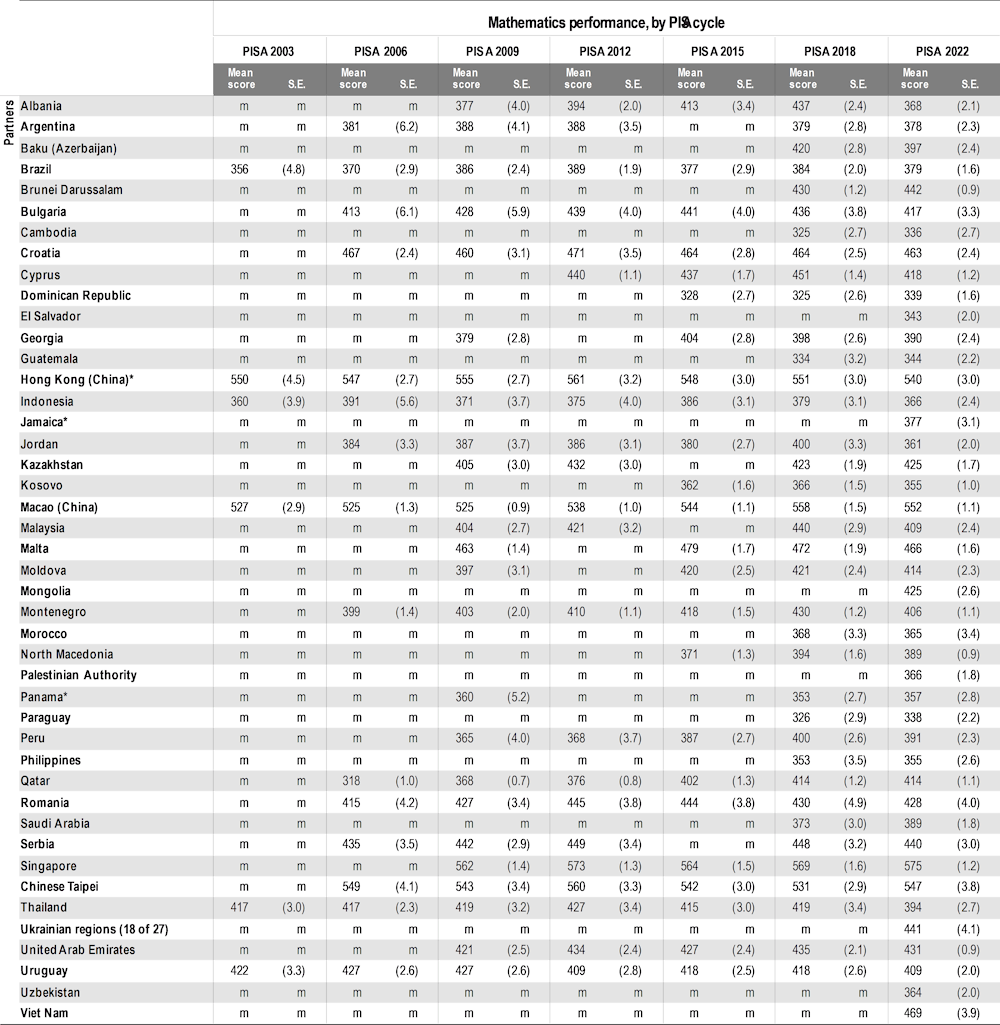 Mathematics performance, by PISA cycle
PISA 2003 PISA 2006 PISA 2009 PISA 2012 PISA 2015 PISA 2018 PISA 2022
Mean score S.E. Mean score S.E. Mean score S.E. Mean score S.E. Mean score S.E. Mean score S.E. Mean score S.E.
Partners
Albania m m m m 377 (4.0) 394 (2.0) 413 (3.4) 437 (2.4) 368 (2.1)
Argentina m m 381 (6.2) 388 (4.1) 388 (3.5) m m 379 (2.8) 378 (2.3)
Baku (Azerbaijan) m m m m m m m m m m 420 (2.8) 397 (2.4)
Brazil 356 (4.8) 370 (2.9) 386 (2.4) 389 (1.9) 377 (2.9) 384 (2.0) 379 (1.6)
Brunei Darussalam m m m m m m m m m m 430 (1.2) 442 (0.9)
Bulgaria m m 413 (6.1) 428 (5.9) 439 (4.0) 441 (4.0) 436 (3.8) 417 (3.3)
Cambodia m m m m m m m m m m 325 (2.7) 336 (2.7)
Croatia m m 467 (2.4) 460 (3.1) 471 (3.5) 464 (2.8) 464 (2.5) 463 (2.4)
Cyprus m m m m m m 440 (1.1) 437 (1.7) 451 (1.4) 418 (1.2)
Dominican Republic m m m m m m m m 328 (2.7) 325 (2.6) 339 (1.6)
El Salvador m m m m m m m m m m m m 343 (2.0)
Georgia m m m m 379 (2.8) m m 404 (2.8) 398 (2.6) 390 (2.4)
Guatemala m m m m m m m m m m 334 (3.2) 344 (2.2)
Hong Kong (China)* 550 (4.5) 547 (2.7) 555 (2.7) 561 (3.2) 548 (3.0) 551 (3.0) 540 (3.0)
Indonesia 360 (3.9) 391 (5.6) 371 (3.7) 375 (4.0) 386 (3.1) 379 (3.1) 366 (2.4)
Jamaica* m m m m m m m m m m m m 377 (3.1)
Jordan m m 384 (3.3) 387 (3.7) 386 (3.1) 380 (2.7) 400 (3.3) 361 (2.0)
Kazakhstan m m m m 405 (3.0) 432 (3.0) m m 423 (1.9) 425 (1.7)
Kosovo m m m m m m m m 362 (1.6) 366 (1.5) 355 (1.0)
Macao (China) 527 (2.9) 525 (1.3) 525 (0.9) 538 (1.0) 544 (1.1) 558 (1.5) 552 (1.1)
Malaysia m m m m 404 (2.7) 421 (3.2) m m 440 (2.9) 409 (2.4)
Malta m m m m 463 (1.4) m m 479 (1.7) 472 (1.9) 466 (1.6)
Moldova m m m m 397 (3.1) m m 420 (2.5) 421 (2.4) 414 (2.3)
Mongolia m m m m m m m m m m m m 425 (2.6)
Montenegro m m 399 (1.4) 403 (2.0) 410 (1.1) 418 (1.5) 430 (1.2) 406 (1.1)
Morocco m m m m m m m m m m 368 (3.3) 365 (3.4)
North Macedonia m m m m m m m m 371 (1.3) 394 (1.6) 389 (0.9)
Palestinian Authority m m m m m m m m m m m m 366 (1.8)
Panama* m m m m 360 (5.2) m m m m 353 (2.7) 357 (2.8)
Paraguay m m m m m m m m m m 326 (2.9) 338 (2.2)
Peru m m m m 365 (4.0) 368 (3.7) 387 (2.7) 400 (2.6) 391 (2.3)
Philippines m m m m m m m m m m 353 (3.5) 355 (2.6)
Qatar m m 318 (1.0) 368 (0.7) 376 (0.8) 402 (1.3) 414 (1.2) 414 (1.1)
Romania m m 415 (4.2) 427 (3.4) 445 (3.8) 444 (3.8) 430 (4.9) 428 (4.0)
Saudi Arabia m m m m m m m m m m 373 (3.0) 389 (1.8)
Serbia m m 435 (3.5) 442 (2.9) 449 (3.4) m m 448 (3.2) 440 (3.0)
Singapore m m m m 562 (1.4) 573 (1.3) 564 (1.5) 569 (1.6) 575 (1.2)
Chinese Taipei m m 549 (4.1) 543 (3.4) 560 (3.3) 542 (3.0) 531 (2.9) 547 (3.8)
Thailand 417 (3.0) 417 (2.3) 419 (3.2) 427 (3.4) 415 (3.0) 419 (3.4) 394 (2.7)
Ukrainian regions (18 of 27) m m m m m m m m m m m m 441 (4.1)
United Arab Emirates m m m m 421 (2.5) 434 (2.4) 427 (2.4) 435 (2.1) 431 (0.9)
Uruguay 422 (3.3) 427 (2.6) 427 (2.6) 409 (2.8) 418 (2.5) 418 (2.6) 409 (2.0)
Uzbekistan m m m m m m m m m m m m 364 (2.0)
Viet Nam m m m m m m m m m m m m 469 (3.9)